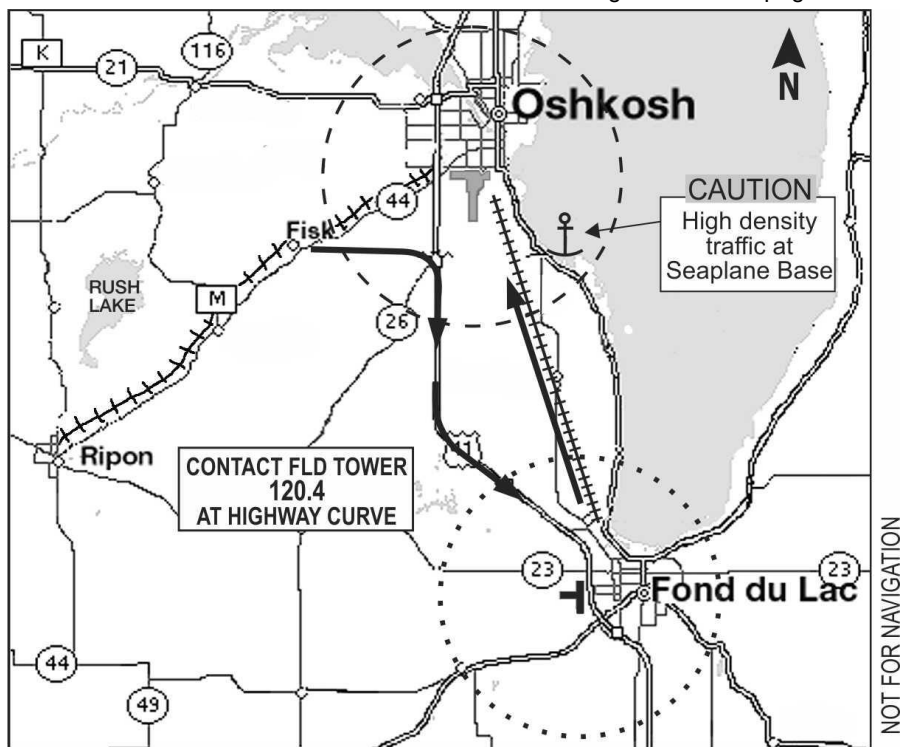 K
116
21
Oshkosh
N
CAUTION
High density
traffic at
Seaplane Base
44
Fisk
RUSH
LAKE
M
26
41
Ripon
CONTACT FLD TOWER
120.4
AT HIGHWAY CURVE
23
23
Fond du Lac
44
49
NOT FOR NAVIGATION